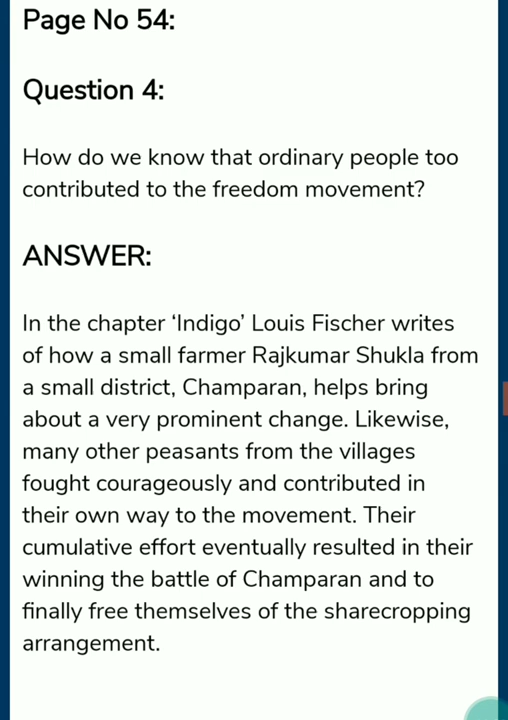 Page No 54:
Question 4:
How do we know that ordinary people too
contributed to the freedom movement?
ANSWER:
In the chapter ‘Indigo’ Louis Fischer writes
of how a small farmer Rajkumar Shukla from
a small district, Champaran, helps bring
about a very prominent change. Likewise,
many other peasants from the villages
fought courageously and contributed in
their own way to the movement. Their
cumulative effort eventually resulted in their
winning the battle of Champaran and to
finally free themselves of the sharecropping
arrangement.